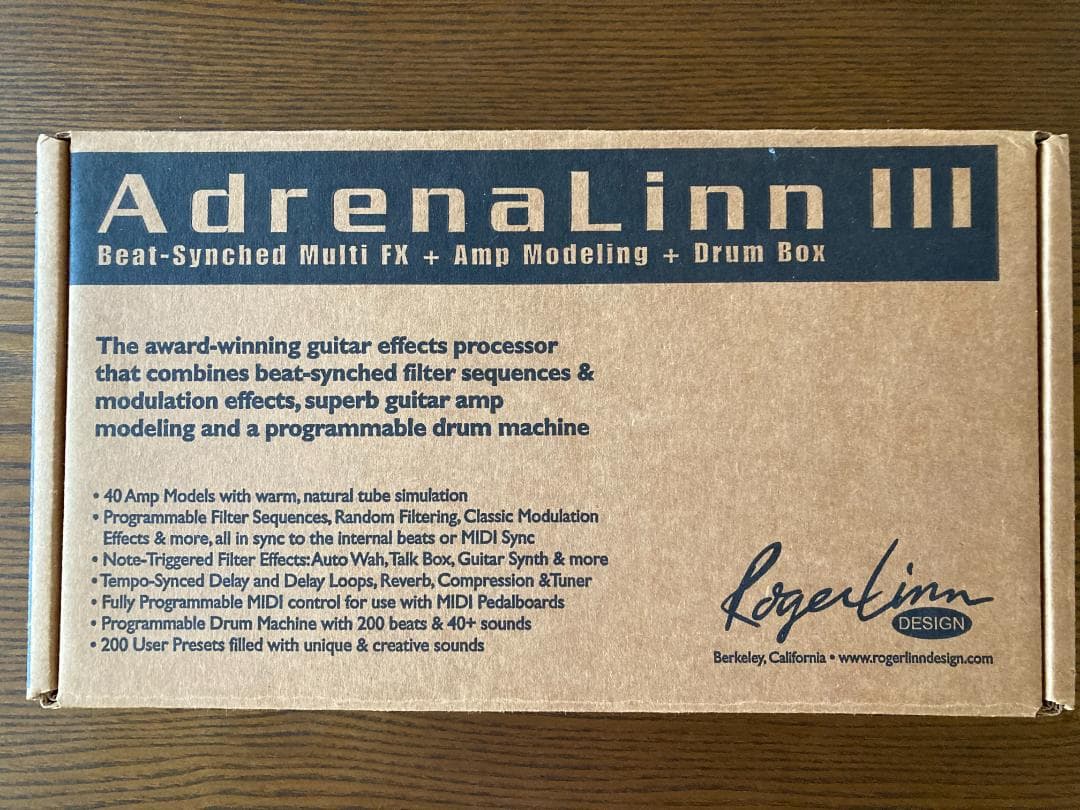 AdrenaLinn III
Beat-Synched Multi FX + Amp Modeling + Drum Box
The award-winning guitar effects processor
that combines beat-synched filter sequences &
modulation effects, superb guitar amp
modeling and a programmable drum machine
• 40 Amp Models with warm, natural tube simulation
• Programmable Filter Sequences, Random Filtering, Classic Modulation
Effects & more, all in sync to the internal beats or MIDI Sync
• Note-Triggered Filter Effects: Auto Wah, Talk Box, Guitar Synth & more
• Tempo-Synced Delay and Delay Loops, Reverb, Compression & Tuner
• Fully Programmable MIDI control for use with MIDI Pedalboards
• Programmable Drum Machine with 200 beats & 40+ sounds
• 200 User Presets filled with unique & creative sounds
Roger Linn
DESIGN
Berkeley, California • www.rogerlinndesign.com